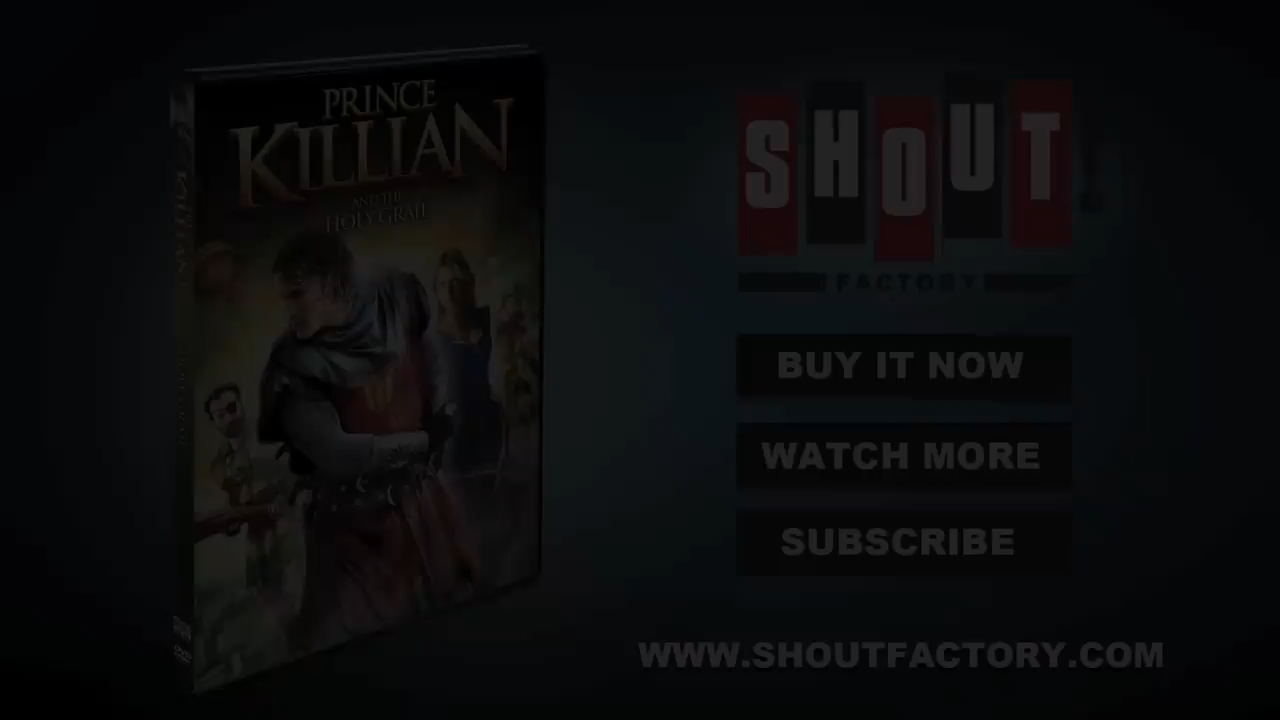 PRINCE
KILLIAN
AND THE
HOLY GRAIL
SHOUT
FACTORY
BUY IT NOW
WATCH MORE
SUBSCRIBE
WWW.SHOUTFACTORY.COM